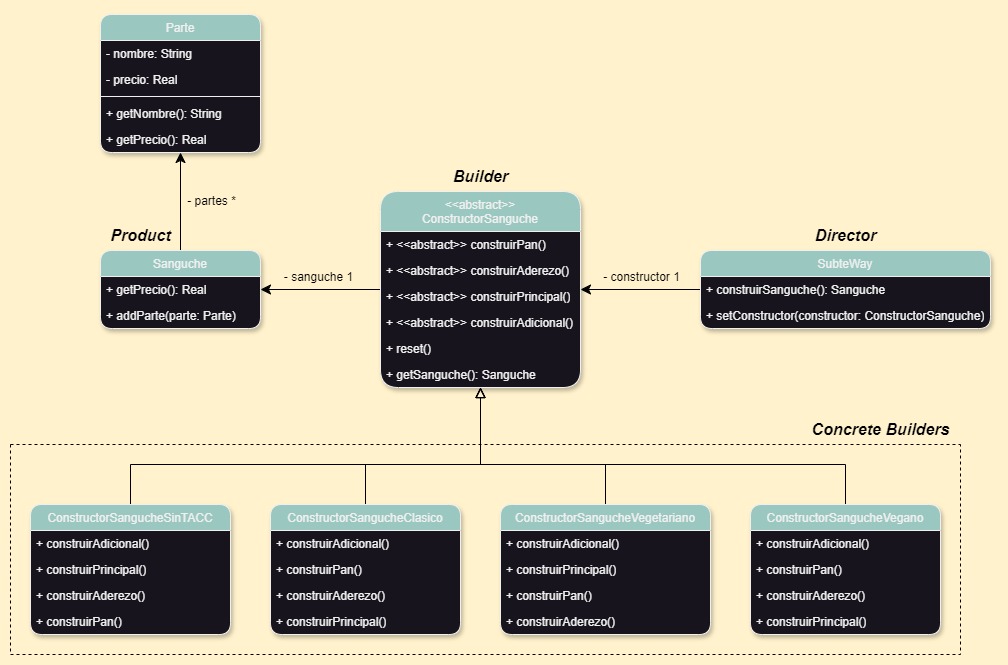 Parte
- nombre: String
- precio: Real
+ getNombre(): String
+ getPrecio(): Real
- partes *
Product
Sanguche
+ getPrecio(): Real
+ addParte(parte: Parte)
- sanguche 1
Builder
<<abstract>>
ConstructorSanguche
+ <<abstract>> construirPan()
+ <<abstract>> construirAderezo()
+ <<abstract>> construirPrincipal()
+ <<abstract>> construirAdicional()
+ reset()
+ getSanguche(): Sanguche
- constructor 1
Director
SubteWay
+ construirSanguche(): Sanguche
+ setConstructor(constructor: ConstructorSanguche)
Concrete Builders
ConstructorSangucheSinTACC
+ construirAdicional()
+ construirPrincipal()
+ construirAderezo()
+ construirPan()
ConstructorSangucheClasico
+ construirAdicional()
+ construirPan()
+ construirAderezo()
+ construirPrincipal()
ConstructorSangucheVegetariano
+ construirAdicional()
+ construirPrincipal()
+ construirPan()
+ construirAderezo()
ConstructorSangucheVegano
+ construirAdicional()
+ construirPan()
+ construirAderezo()
+ construirPrincipal()